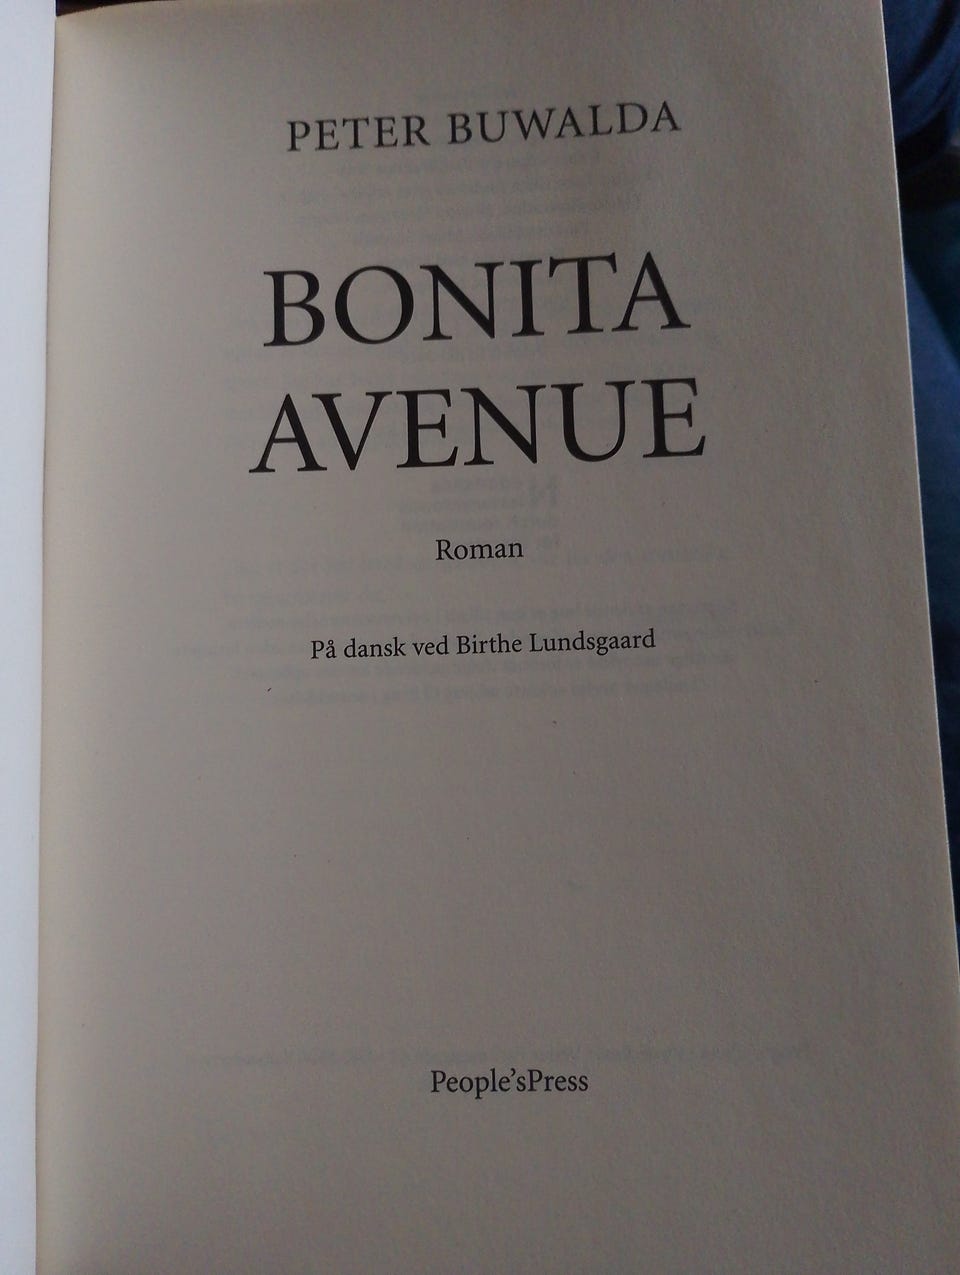 PETER BUWALDA
BONITA
AVENUE
Roman
På dansk ved Birthe Lundsgaard
People'sPress